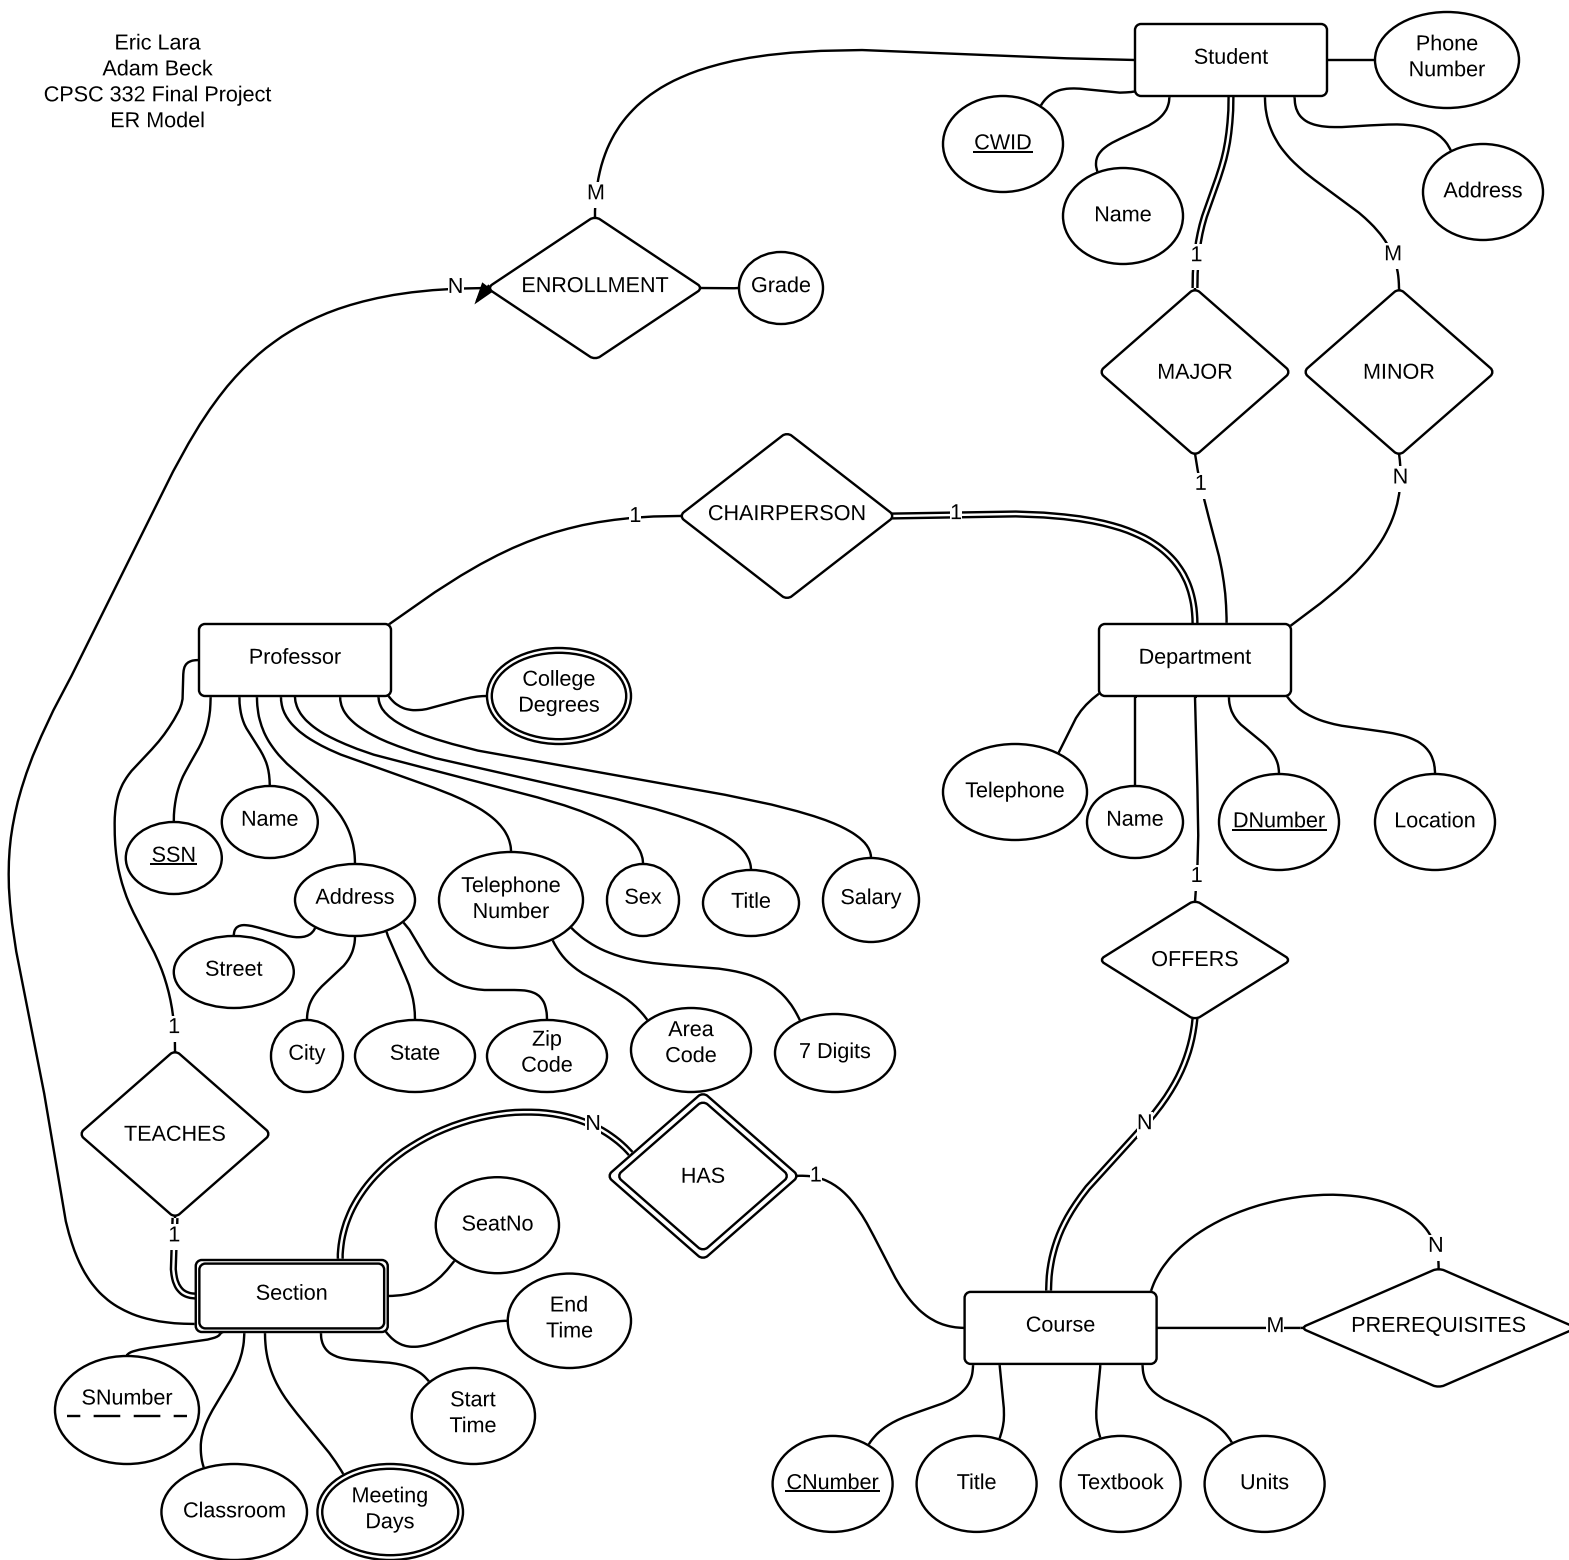 Eric Lara
Adam Beck
CPSC 332 Final Project
ER Model
Student
Phone
Number
CWID
Name
Address
M
ENROLLMENT
Grade
N
1
M
MAJOR
MINOR
1
N
1
CHAIRPERSON
1
Professor
College
Degrees
Department
SSN
Name
Address
Telephone
Number
Sex
Title
Salary
Street
City
State
Zip
Code
Area
Code
7 Digits
Telephone
Name
DNumber
Location
1
OFFERS
N
1
TEACHES
1
N
HAS
1
Section
SeatNo
End
Time
Start
Time
SNumber
Classroom
Meeting
Days
Course
N
M
PREREQUISITES
CNumber
Title
Textbook
Units